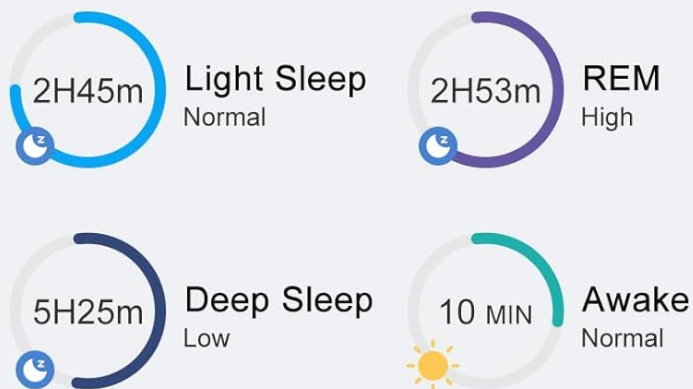 2H45m
Light Sleep
Normal
2H53m
REM
High
5H25m
Deep Sleep
Low
10 MIN
Awake
Normal